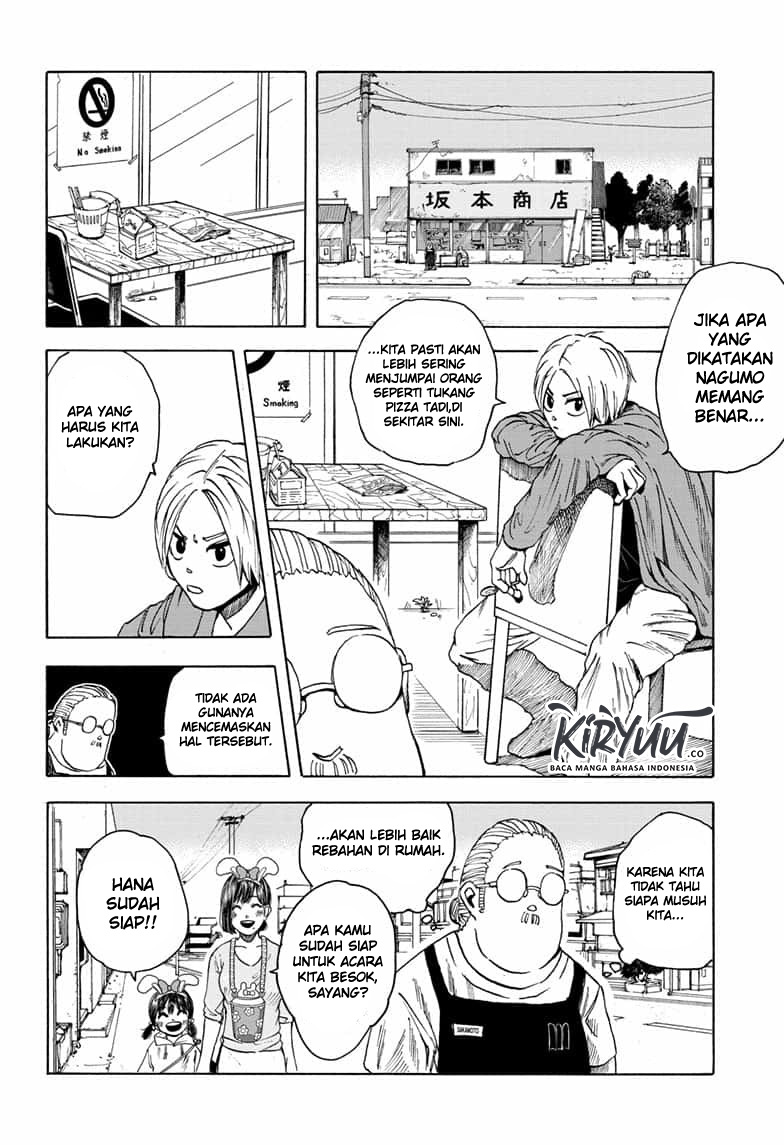 坂本商店
禁煙
No Smoking
JIKA APA
YANG
DIKATAKAN
NAGUMO
MEMANG
BENAR...
...KITA PASTI AKAN
LEBIH SERING
MENJUMPAI ORANG
SEPERTI TUKANG
PIZZA TADI,DI
SEKITAR SINI.
煙
Smoking
APA YANG
HARUS KITA
LAKUKAN?
TIDAK ADA
GUNANYA
MENCEMASKAN
HAL TERSEBUT.
KIRYUU.CO
BACA MANGA BAHASA INDONESIA
KARENA KITA
TIDAK TAHU
SIAPA MUSUH
KITA...
...AKAN LEBIH BAIK
REBAHAN DI RUMAH.
APA KAMU
SUDAH SIAP
UNTUK ACARA
KITA BESOK,
SAYANG?
HANA
SUDAH
SIAP!!
SAKAMOTO